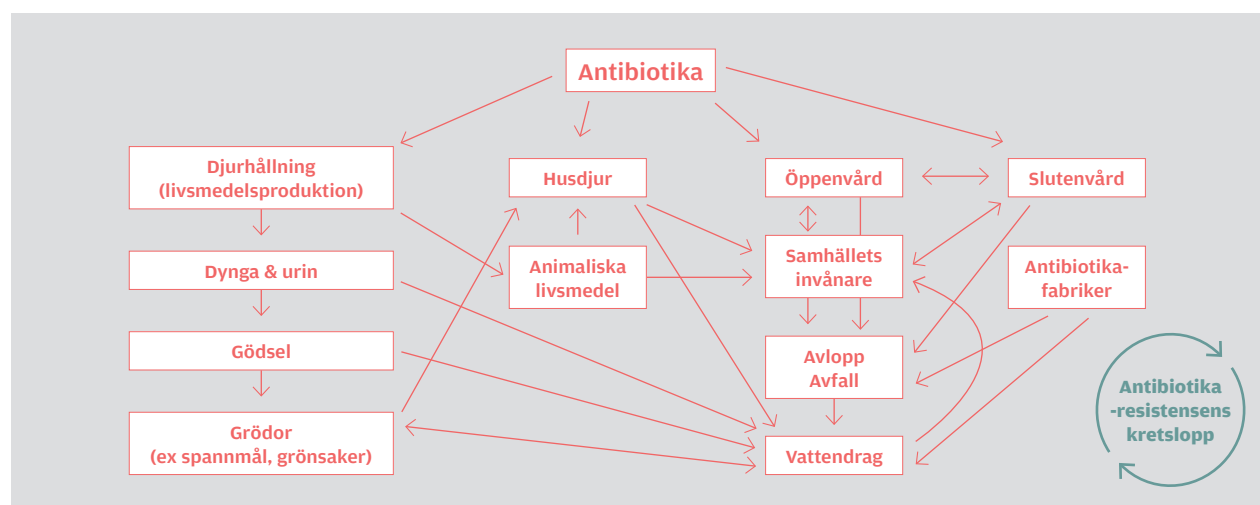 Antibiotika
Djurhållning
(livsmedelsproduktion)
Husdjur
Öppenvård
Slutenvård
Dynga & urin
Animaliska
livsmedel
Samhällets
invånare
Antibiotika-
fabriker
Gödsel
Avlopp
Avfall
Grödor
(ex spannmål, grönsaker)
Vattendrag
Antibiotika
-resistensens
kretslopp